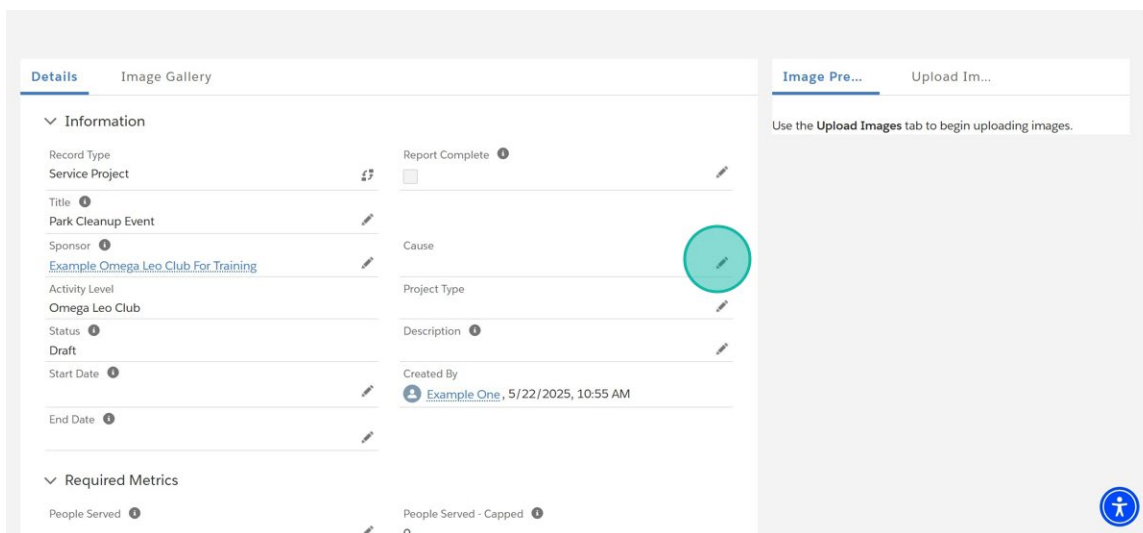 Details Image Gallery
Image Pre... Upload Im...
Information
Use the Upload Images tab to begin uploading images.
Record Type
Service Project
Report Complete
Title
Park Cleanup Event
Sponsor
Example Omega Leo Club For Training
Cause
Activity Level
Omega Leo Club
Project Type
Status
Draft
Description
Start Date
Created By
Example One, 5/22/2025, 10:55 AM
End Date
Required Metrics
People Served
People Served - Capped